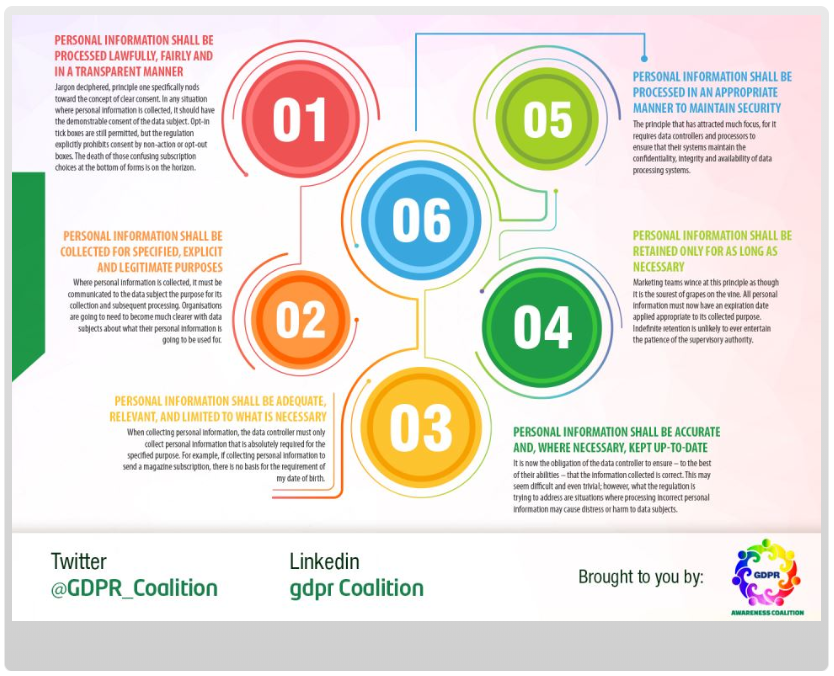 PERSONAL INFORMATION SHALL BE
PROCESSED LAWFULLY, FAIRLY AND
IN A TRANSPARENT MANNER
Jargon deciphered, principle one specifically nods
toward the concept of clear consent. In any situation
where personal information is collected, it should have
the demonstrable consent of the data subject. Opt-in
tick boxes are still permitted, but the regulation
explicitly prohibits consent by non-action or opt-out
boxes. The death of those confusing subscription
choices at the bottom of forms is on the horizon.
01
PERSONAL INFORMATION SHALL BE
COLLECTED FOR SPECIFIED, EXPLICIT
AND LEGITIMATE PURPOSES
Where personal information is collected, it must be
communicated to the data subject the purpose for its
collection and subsequent processing. Organisations
are going to need to become much clearer with data
subjects about what their personal information is
going to be used for.
02
PERSONAL INFORMATION SHALL BE ADEQUATE,
RELEVANT, AND LIMITED TO WHAT IS NECESSARY
When collecting personal information, the data controller must only
collect personal information that is absolutely required for the
specified purpose. For example, if collecting personal information to
send a magazine subscription, there is no basis for the requirement of
my date of birth.
03
PERSONAL INFORMATION SHALL BE ACCURATE
AND, WHERE NECESSARY, KEPT UP-TO-DATE
It is now the obligation of the data controller to ensure – to the best
of their abilities – that the information collected is correct. This may
seem difficult and even trivial; however, what the regulation is
trying to address are situations where processing incorrect personal
information may cause distress or harm to data subjects.
04
PERSONAL INFORMATION SHALL BE
RETAINED ONLY FOR AS LONG AS
NECESSARY
Marketing teams wince at this principle as though
it is the sourest of grapes on the vine. All personal
information must now have an expiration date
applied appropriate to its collected purpose.
Indefinite retention is unlikely to ever entertain
the patience of the supervisory authority.
05
PERSONAL INFORMATION SHALL BE
PROCESSED IN AN APPROPRIATE
MANNER TO MAINTAIN SECURITY
The principle that has attracted much focus, for it
requires data controllers and processors to
ensure that their systems maintain the
confidentiality, integrity and availability of data
processing systems.
06
Twitter
@GDPR_Coalition
Linkedin
gdpr Coalition
Brought to you by:
GDPR
AWARENESS COALITION